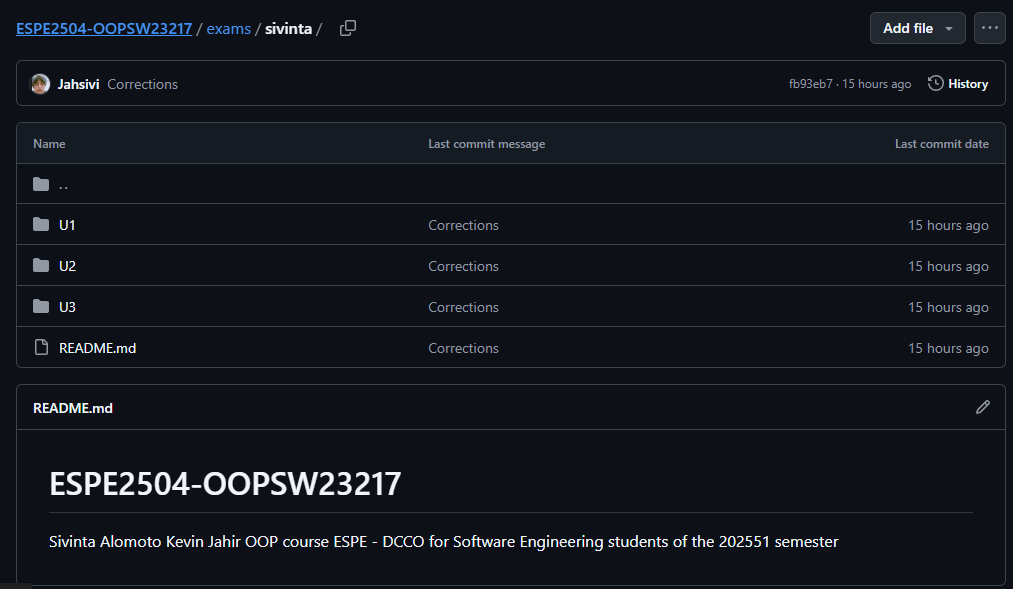 ESPE2504-OOPSW23217 / exams / sivinta /
Add file
Jahsivi Corrections
fb93eb7 · 15 hours ago
History
Name Last commit message Last commit date
..
U1 Corrections 15 hours ago
U2 Corrections 15 hours ago
U3 Corrections 15 hours ago
README.md Corrections 15 hours ago
README.md
ESPE2504-OOPSW23217
Sivinta Alomoto Kevin Jahir OOP course ESPE - DCCO for Software Engineering students of the 202551 semester